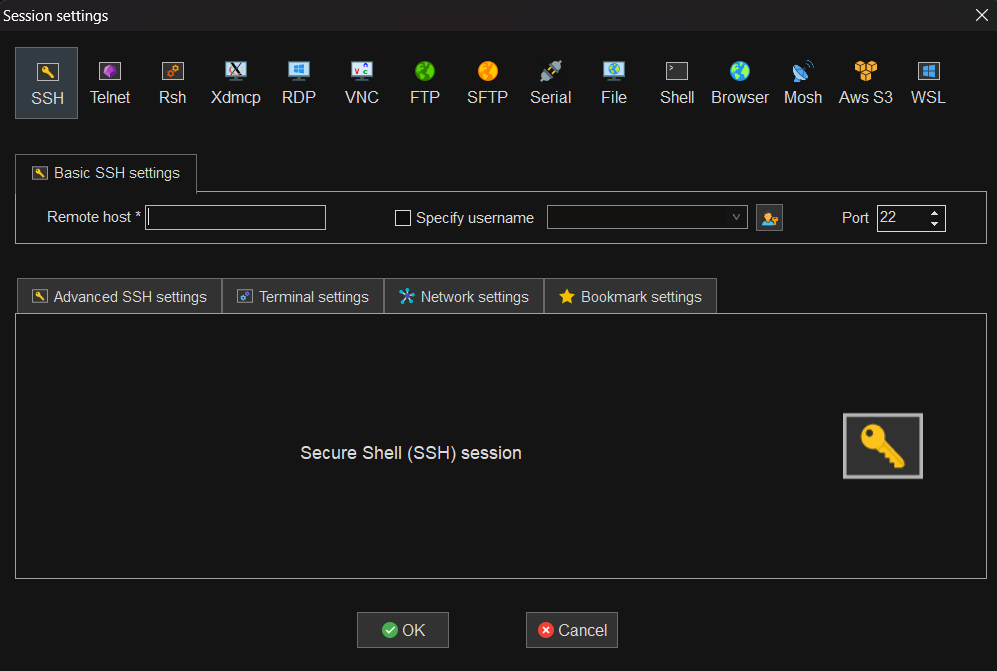 Session settings
SSH Telnet Rsh Xdmcp RDP VNC FTP SFTP Serial File Shell Browser Mosh Aws S3 WSL
Basic SSH settings
Remote host * Specify username Port 22
Advanced SSH settings Terminal settings Network settings Bookmark settings
Secure Shell (SSH) session
OK Cancel